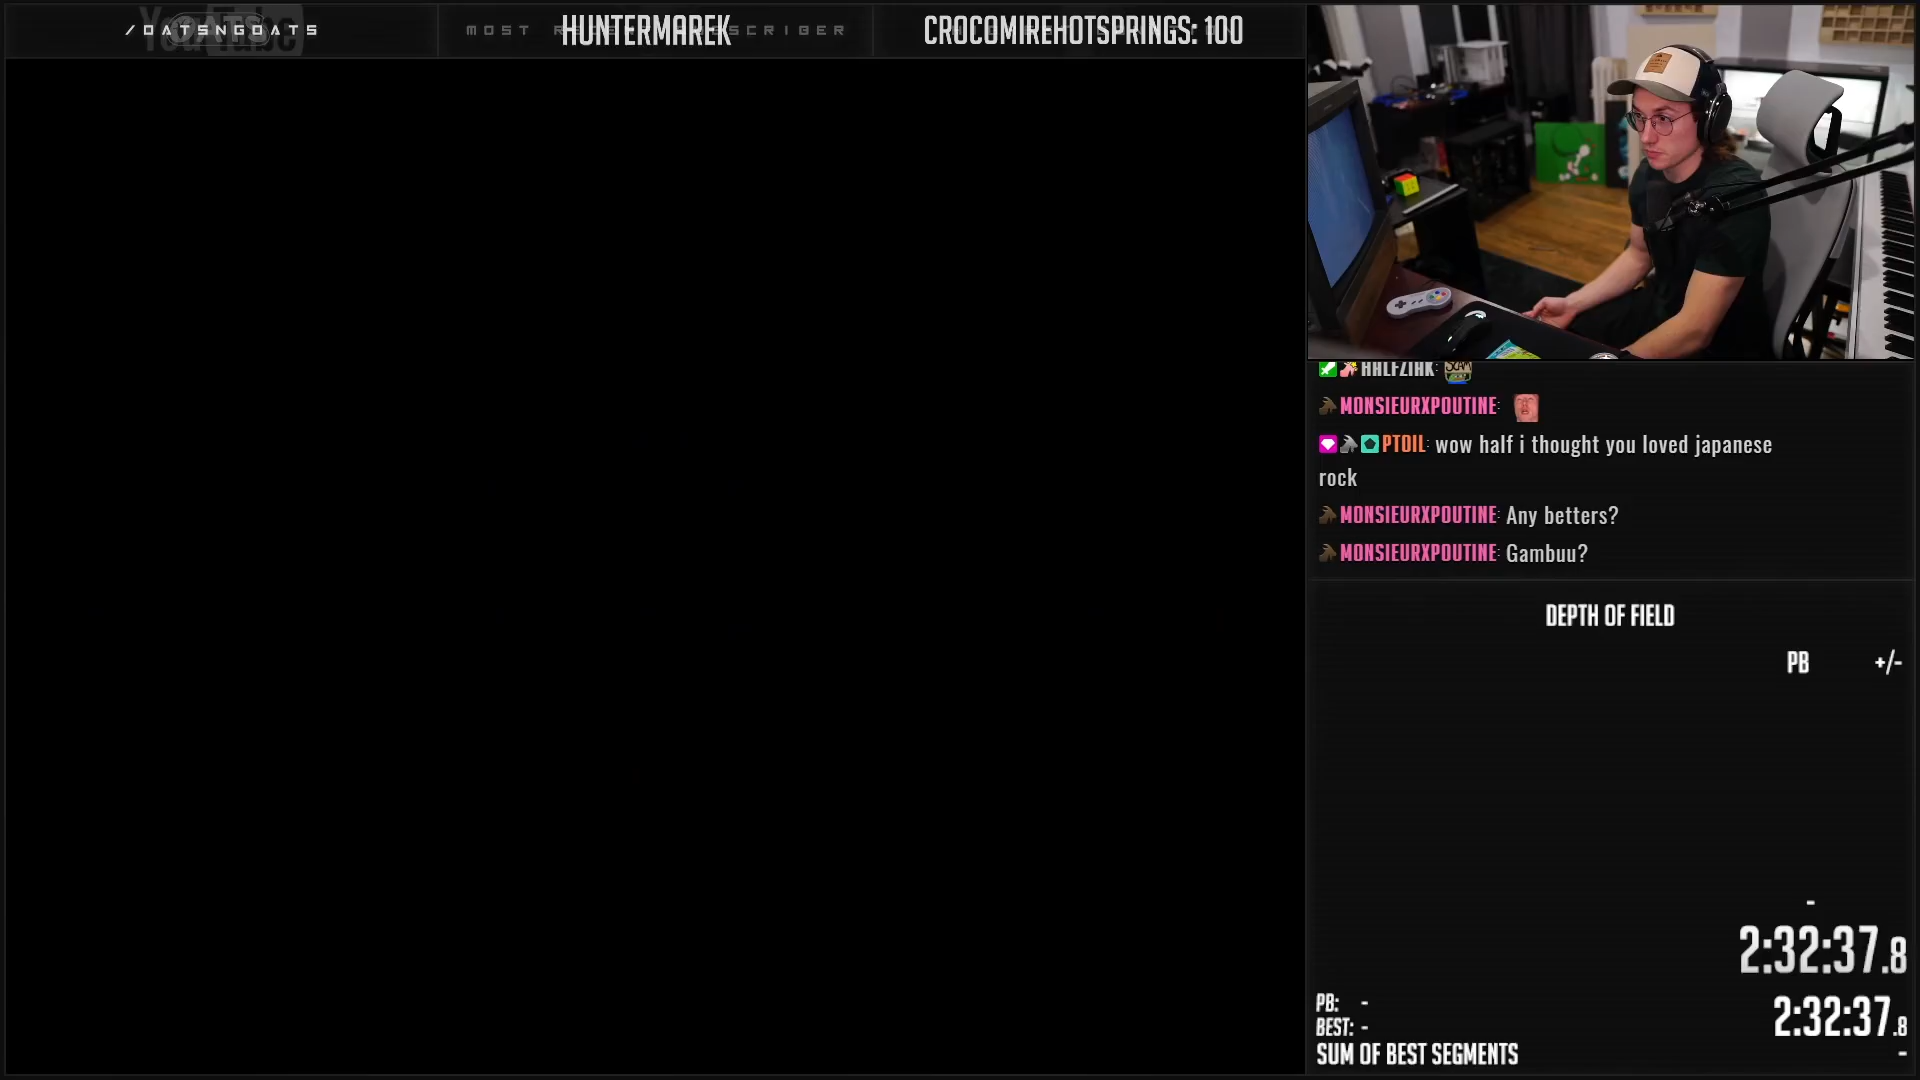 /OATSNGOATS
HUNTERMAREK
CROCOMIREHOTSPRINGS: 100
HALFZIAK:
MONSIEURXPOUTINE:
PTOIL: wow half i thought you loved japanese
rock
MONSIEURXPOUTINE: Any betters?
MONSIEURXPOUTINE: Gambuu?
DEPTH OF FIELD
PB +/-
-
2:32:37.8
PB: -
2:32:37.8
BEST: -
SUM OF BEST SEGMENTS -